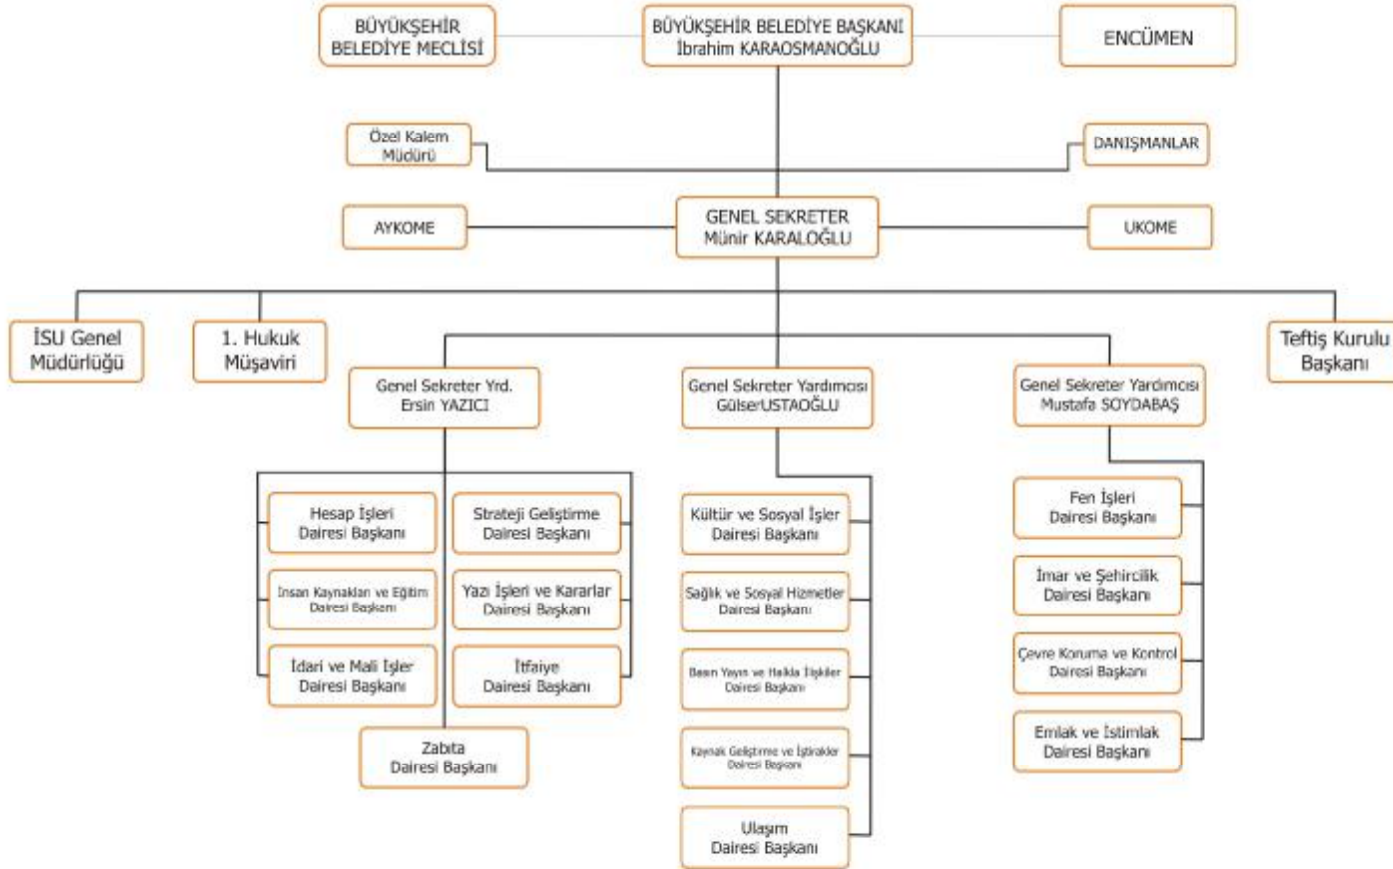 BÜYÜKŞEHİR
BELEDİYE MECLİSİ
BÜYÜKŞEHİR BELEDİYE BAŞKANI
İbrahim KARAOSMANOĞLU
ENCÜMEN
Özel Kalem
Müdürü
DANIŞMANLAR
AYKOME
GENEL SEKRETER
Münir KARALOĞLU
UKOME
İSU Genel
Müdürlüğü
1. Hukuk
Müşaviri
Teftiş Kurulu
Başkanı
Genel Sekreter Yrd.
Ersin YAZICI
Genel Sekreter Yardımcısı
GülserUSTAOĞLU
Genel Sekreter Yardımcısı
Mustafa SOYDABAŞ
Hesap İşleri
Dairesi Başkanı
Strateji Geliştirme
Dairesi Başkanı
İnsan Kaynakları ve Eğitim
Dairesi Başkanı
Yazı İşleri ve Kararlar
Dairesi Başkanı
İdari ve Mali İşler
Dairesi Başkanı
İtfaiye
Dairesi Başkanı
Zabıta
Dairesi Başkanı
Kültür ve Sosyal İşler
Dairesi Başkanı
Sağlık ve Sosyal Hizmetler
Dairesi Başkanı
Basın Yayın ve Halkla İlişkiler
Dairesi Başkanı
Kaynak Geliştirme ve İştirakler
Dairesi Başkanı
Ulaşım
Dairesi Başkanı
Fen İşleri
Dairesi Başkanı
İmar ve Şehircilik
Dairesi Başkanı
Çevre Koruma ve Kontrol
Dairesi Başkanı
Emlak ve İstimlak
Dairesi Başkanı